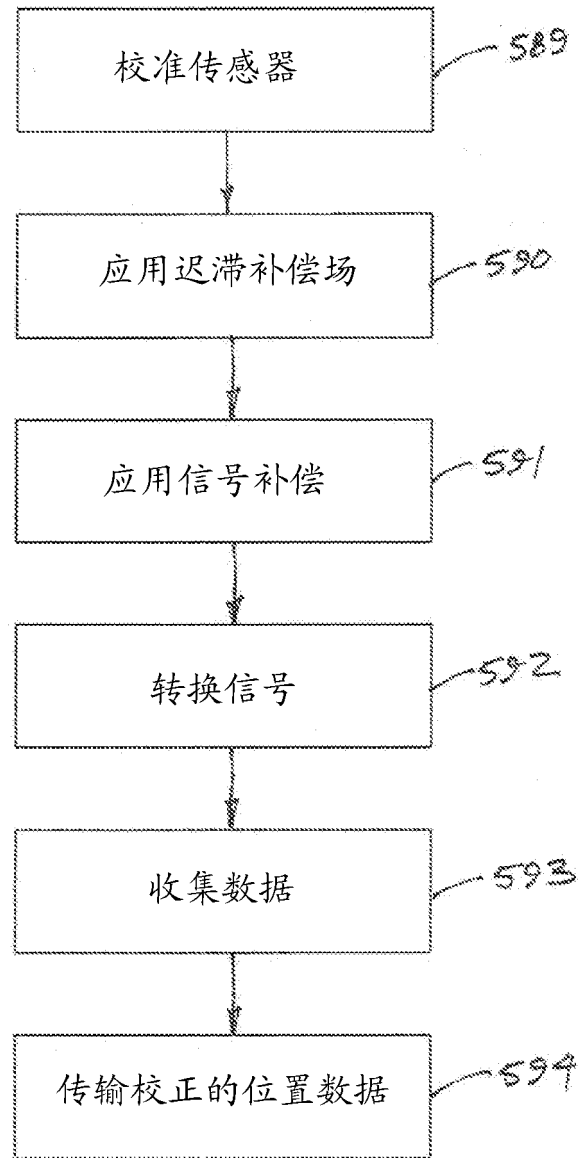 校准传感器
589
应用迟滞补偿场
590
应用信号补偿
591
转换信号
592
收集数据
593
传输校正的位置数据
594